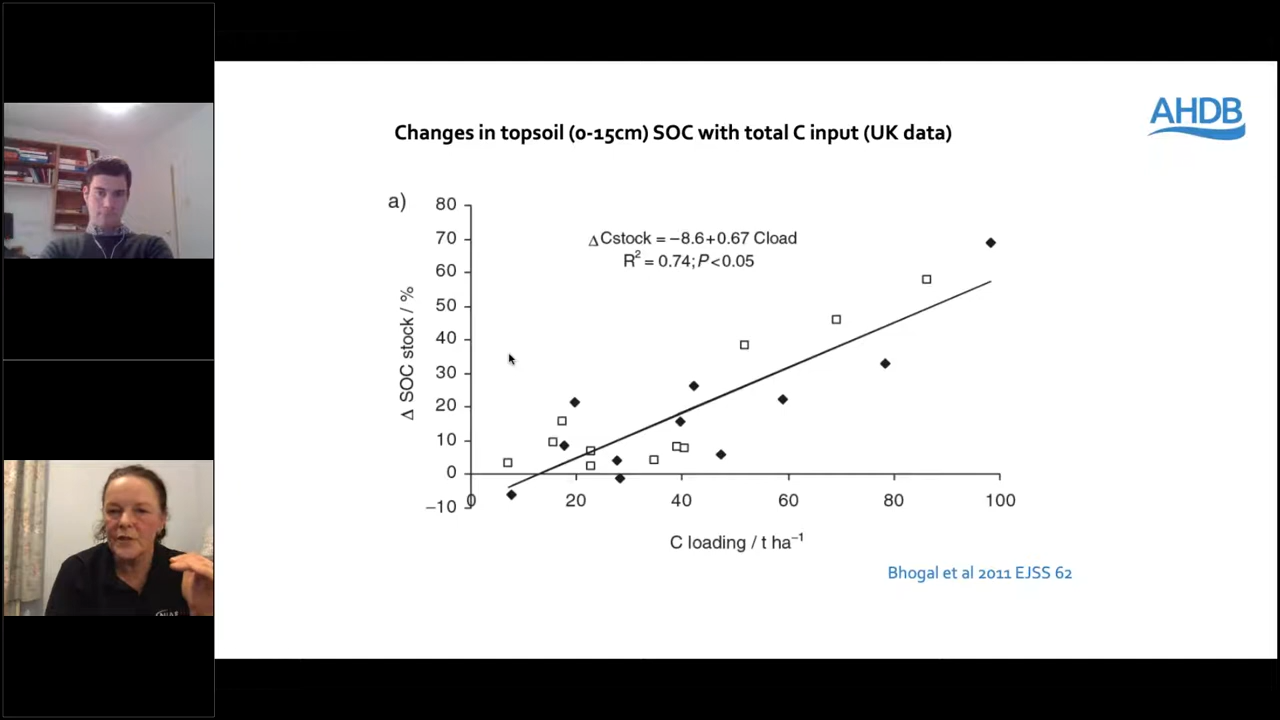 AHDB
Changes in topsoil (0-15cm) SOC with total C input (UK data)
a)
80
70
60
50
40
30
20
10
0
−10
Δ SOC stock / %
ΔCstock = −8.6+0.67 Cload
R² = 0.74; P<0.05
0 20 40 60 80 100
C loading / t ha⁻¹
Bhogal et al 2011 EJSS 62